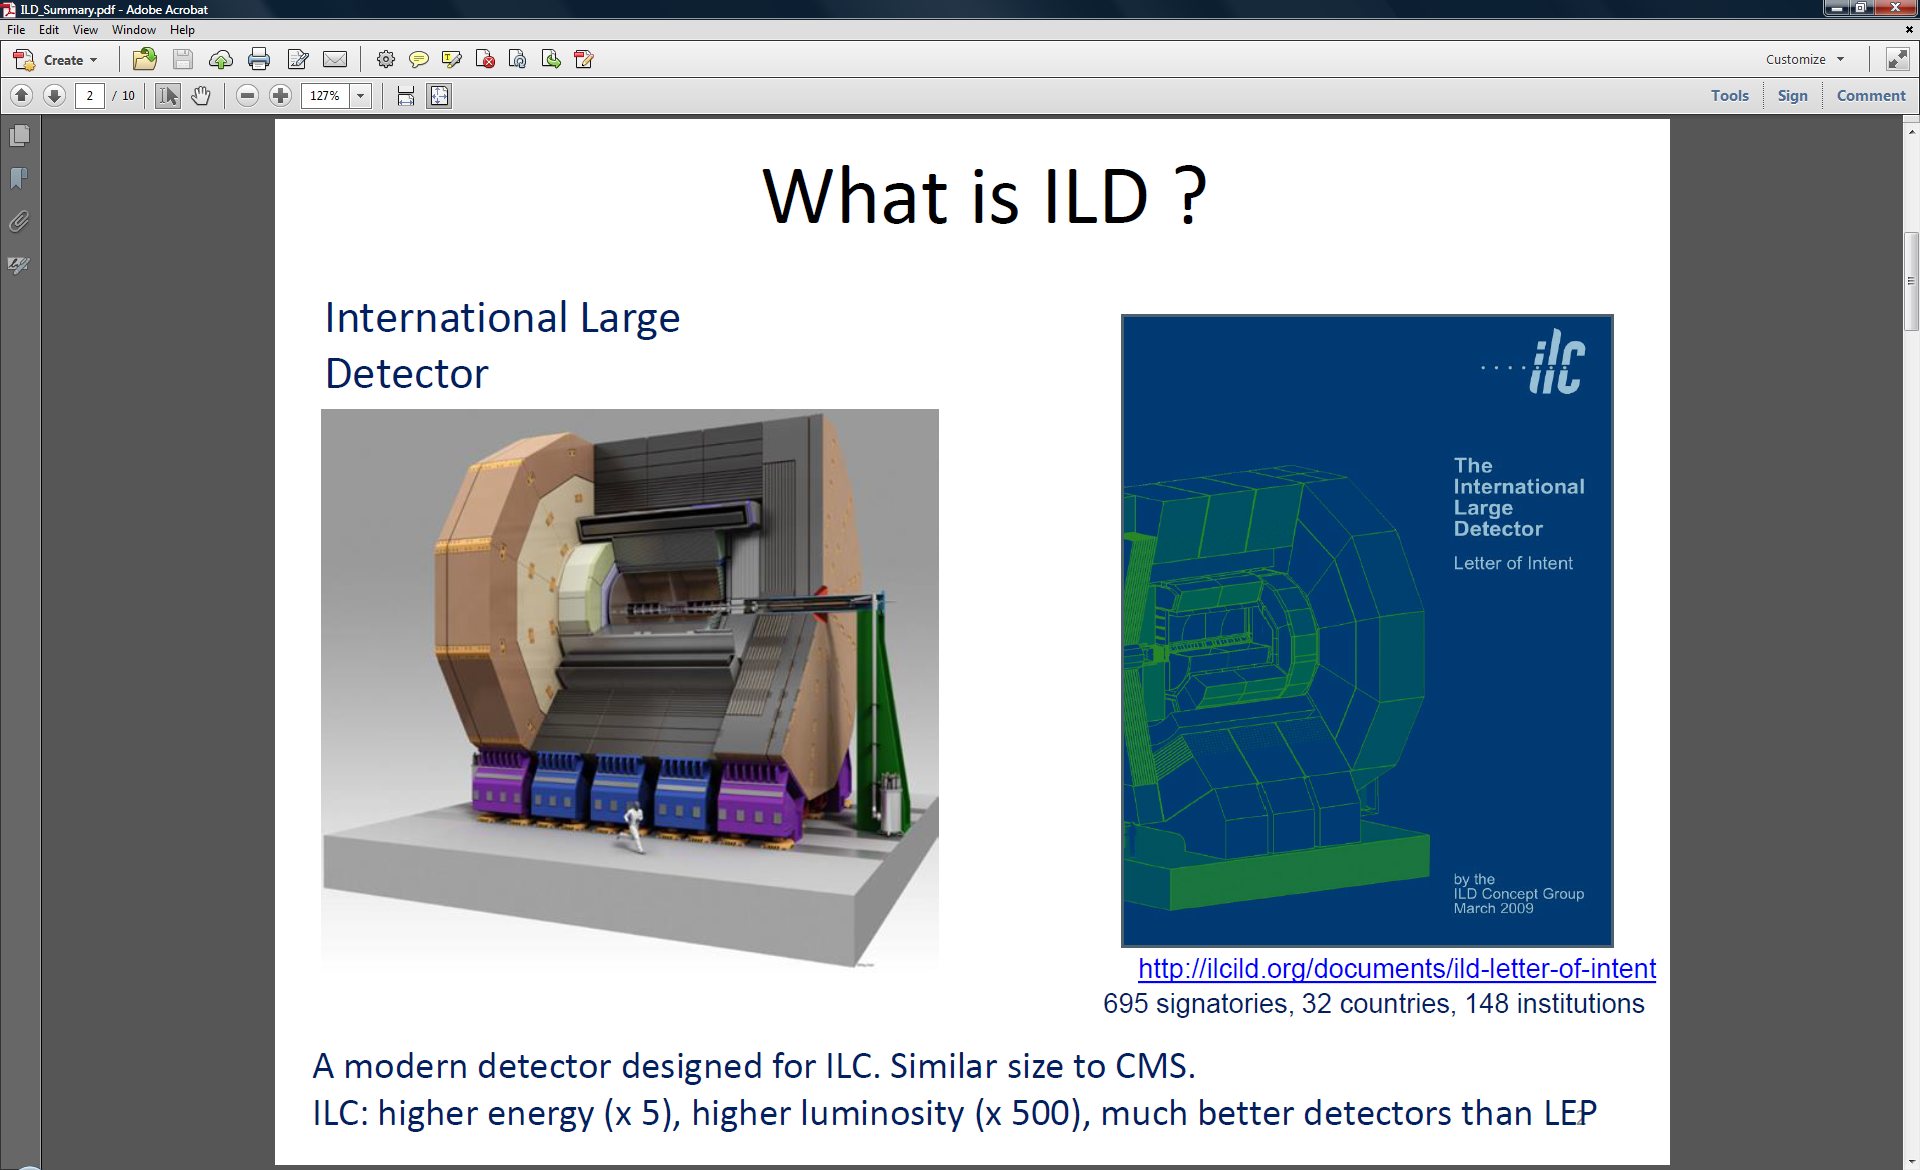 ILD_Summary.pdf - Adobe Acrobat
File Edit View Window Help
Create
Customize
2 / 10
127%
Tools Sign Comment
What is ILD ?
International Large
Detector
ilc
The
International
Large
Detector
Letter of Intent
by the
ILD Concept Group
March 2009
http://ilcild.org/documents/ild-letter-of-intent
695 signatories, 32 countries, 148 institutions
A modern detector designed for ILC. Similar size to CMS.
ILC: higher energy (x 5), higher luminosity (x 500), much better detectors than LEP
2